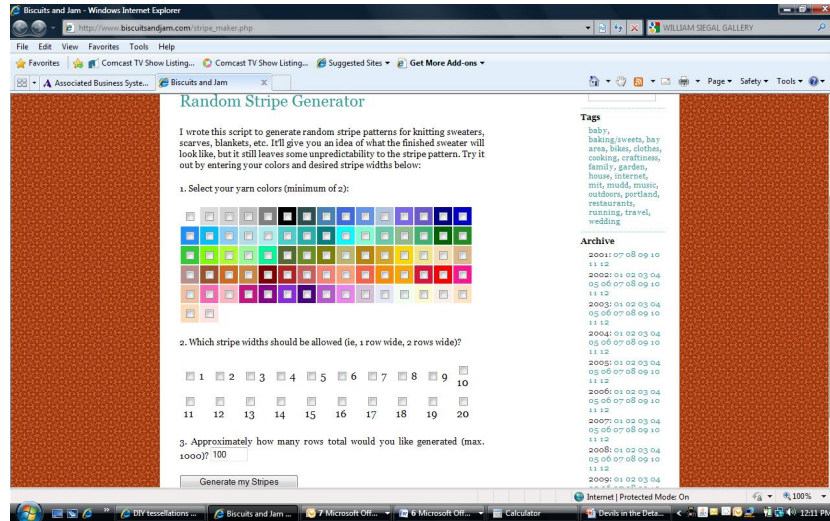 Biscuits and Jam - Windows Internet Explorer
http://www.biscuitsandjam.com/stripe_maker.php
WILLIAM SIEGAL GALLERY
File Edit View Favorites Tools Help
Favorites Comcast TV Show Listing... Comcast TV Show Listing... Suggested Sites Get More Add-ons
Associated Business Syste... Biscuits and Jam x Page Safety Tools
Random Stripe Generator
I wrote this script to generate random stripe patterns for knitting sweaters,
scarves, blankets, etc. It'll give you an idea of what the finished sweater will
look like, but it still leaves some unpredictability to the stripe pattern. Try it
out by entering your colors and desired stripe widths below:
1. Select your yarn colors (minimum of 2):
2. Which stripe widths should be allowed (ie, 1 row wide, 2 rows wide)?
1 2 3 4 5 6 7 8 9 10
11 12 13 14 15 16 17 18 19 20
3. Approximately how many rows total would you like generated (max.
1000)? 100
Generate my Stripes
Tags
baby,
baking/sweets, bay
area, bikes, clothes,
cooking, craftiness,
family, garden,
house, internet,
mit, mudd, music,
outdoors, portland,
restaurants,
running, travel,
wedding
Archive
2001: 07 08 09 10
11 12
2002: 01 02 03 04
05 06 07 08 09 10
11 12
2003: 01 02 03 04
05 06 07 08 09 10
11 12
2004: 01 02 03 04
05 06 07 08 09 10
11 12
2005: 01 02 03 04
05 06 07 08 09 10
11 12
2006: 01 02 03 04
05 06 07 08 09 10
11 12
2007: 01 02 03 04
05 06 07 08 09 10
11 12
2008: 01 02 03 04
05 06 07 08 09 10
11 12
2009: 01 02 03 04
Internet | Protected Mode: On 100%
DIY tessellations ... Biscuits and Jam ... 7 Microsoft Off... 6 Microsoft Off... Calculator Devils in the Deta... 12:11 PM